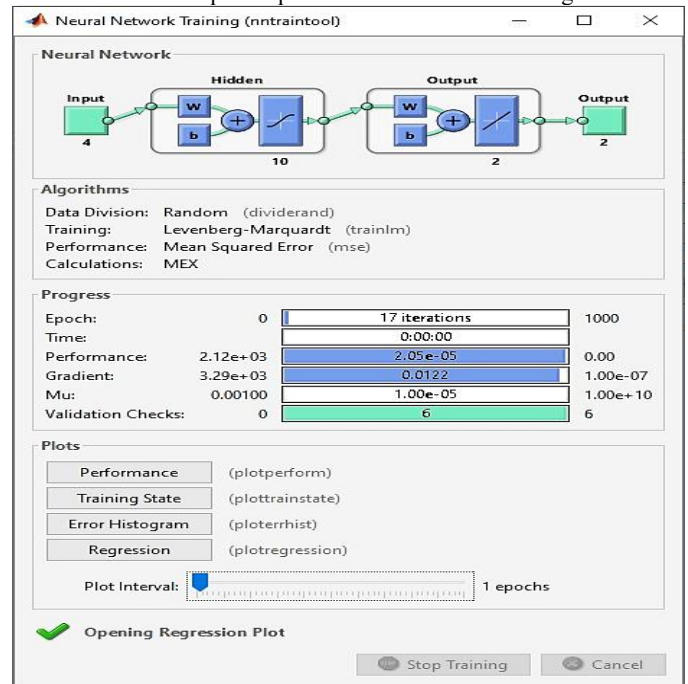 Neural Network Training (nntraintool)
Neural Network
Hidden Output
Input W b + 10 W b + 2 Output
4 2
Algorithms
Data Division: Random (dividerand)
Training: Levenberg-Marquardt (trainlm)
Performance: Mean Squared Error (mse)
Calculations: MEX
Progress
Epoch: 0 17 iterations 1000
Time: 0:00:00
Performance: 2.12e+03 2.05e-05 0.00
Gradient: 3.29e+03 0.0122 1.00e-07
Mu: 0.00100 1.00e-05 1.00e+10
Validation Checks: 0 6 6
Plots
Performance (plotperform)
Training State (plottrainstate)
Error Histogram (ploterrhist)
Regression (plotregression)
Plot Interval: 1 epochs
Opening Regression Plot
Stop Training Cancel